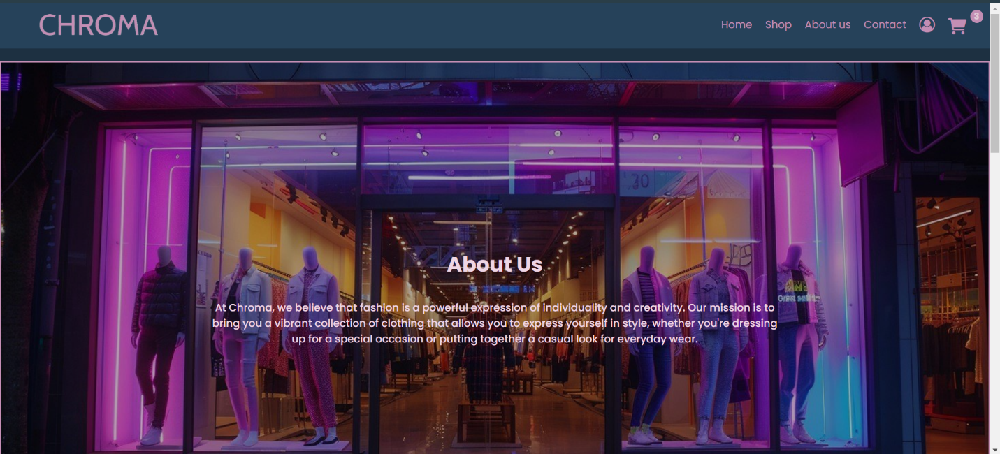 CHROMA
Home Shop About us Contact 3
About Us
At Chroma, we believe that fashion is a powerful expression of individuality and creativity. Our mission is to
bring you a vibrant collection of clothing that allows you to express yourself in style, whether you're dressing
up for a special occasion or putting together a casual look for everyday wear.